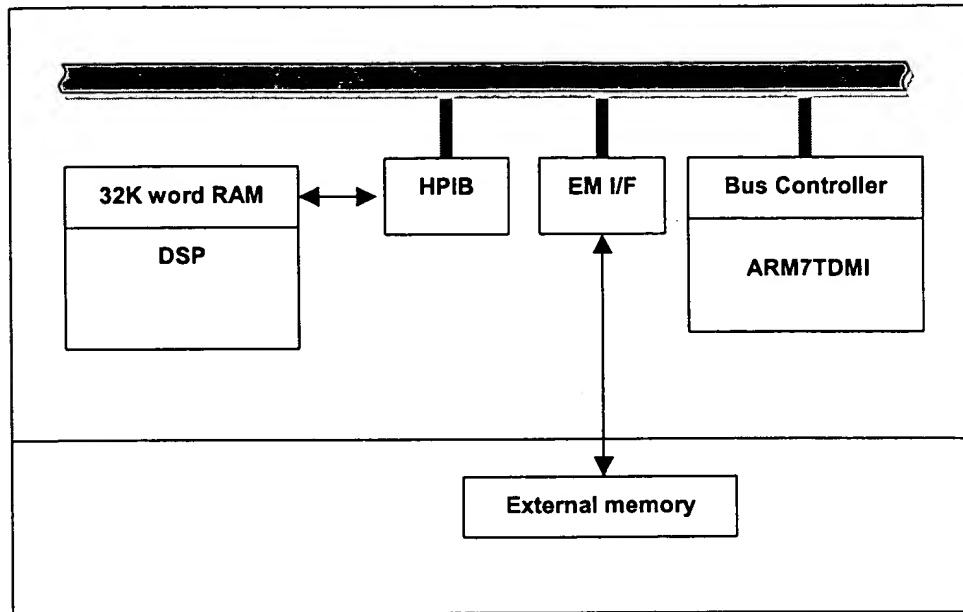 32K word RAM
DSP
HPIB
EM I/F
Bus Controller
ARM7TDMI
External memory